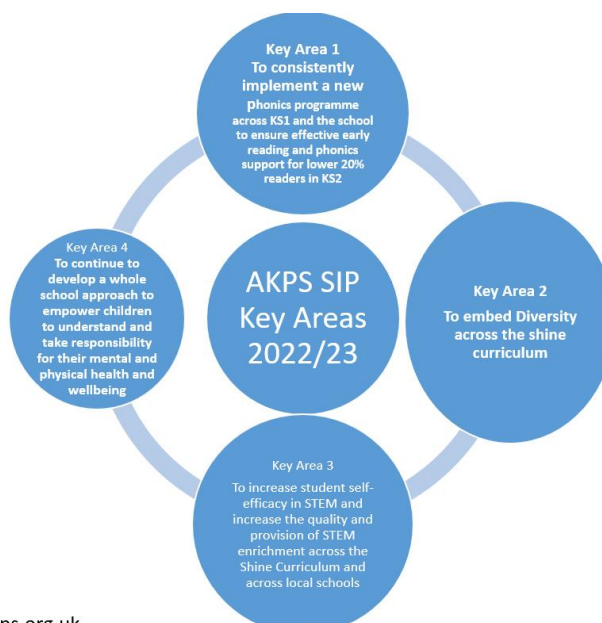 Key Area 1
To consistently
implement a new
phonics programme
across KS1 and the school
to ensure effective early
reading and phonics
support for lower 20%
readers in KS2
Key Area 4
To continue to
develop a whole
school approach to
empower children
to understand and
take responsibility
for their mental and
physical health and
wellbeing
AKPS SIP
Key Areas
2022/23
Key Area 2
To embed Diversity
across the shine
curriculum
Key Area 3
To increase student self-
efficacy in STEM and
increase the quality and
provision of STEM
enrichment across the
Shine Curriculum and
across local schools